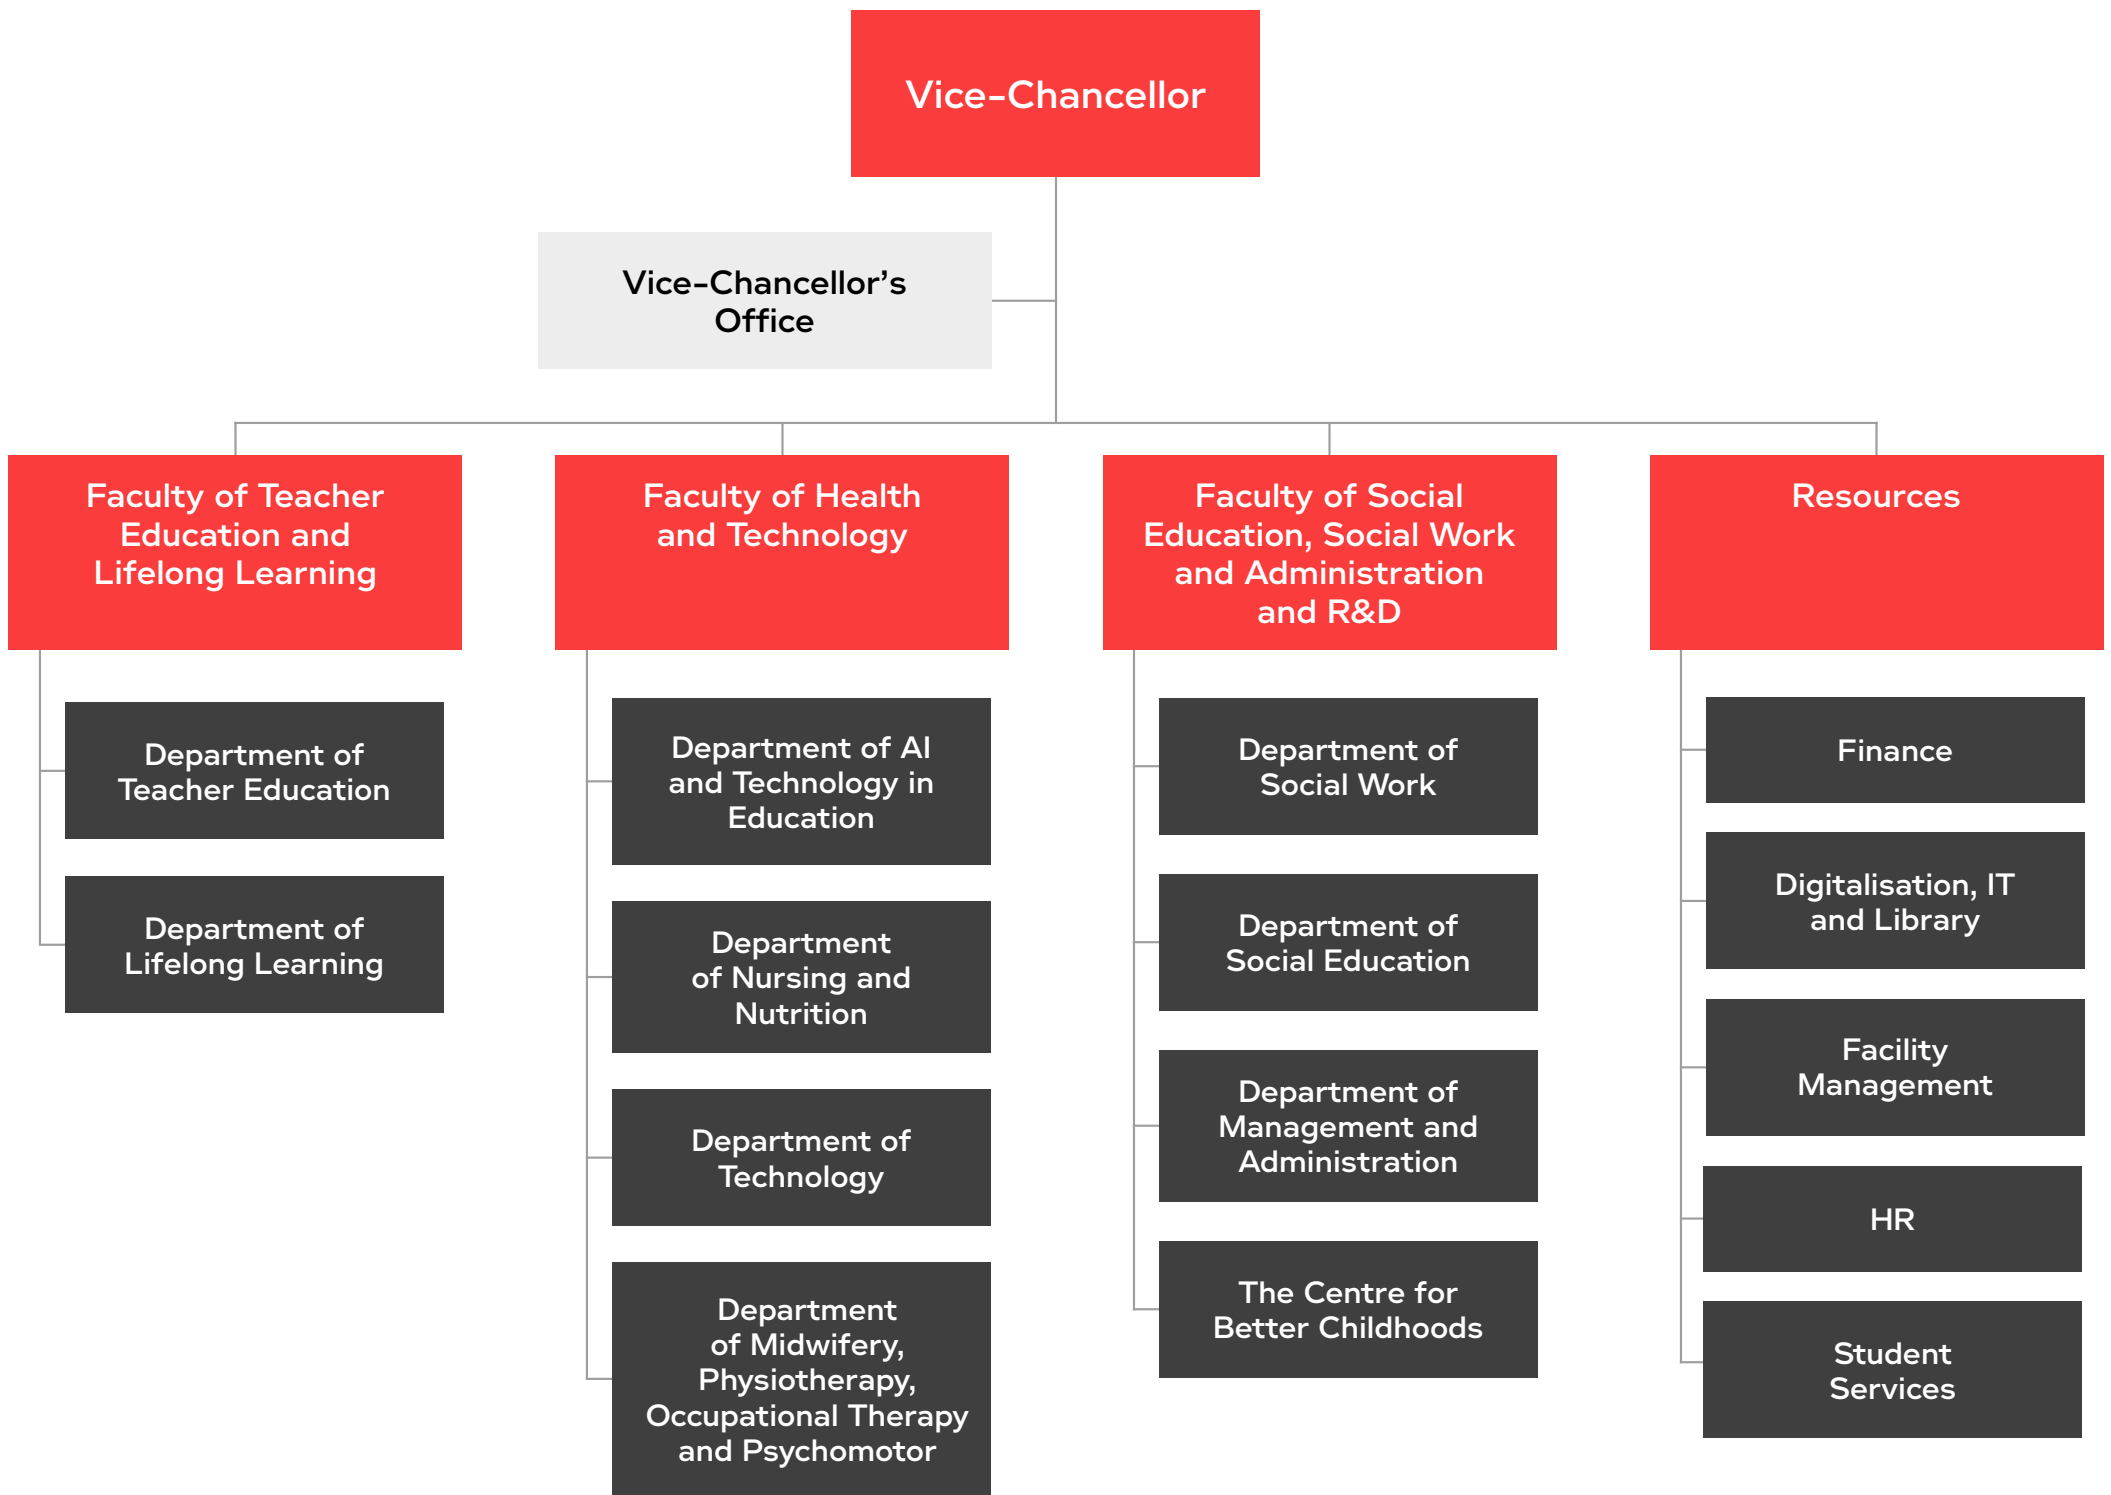 Vice-Chancellor
Vice-Chancellor’s
Office
Faculty of Teacher
Education and
Lifelong Learning
Department of
Teacher Education
Department of
Lifelong Learning
Faculty of Health
and Technology
Department of AI
and Technology in
Education
Department
of Nursing and
Nutrition
Department of
Technology
Department
of Midwifery,
Physiotherapy,
Occupational Therapy
and Psychomotor
Faculty of Social
Education, Social Work
and Administration
and R&D
Department of
Social Work
Department of
Social Education
Department of
Management and
Administration
The Centre for
Better Childhoods
Resources
Finance
Digitalisation, IT
and Library
Facility
Management
HR
Student
Services